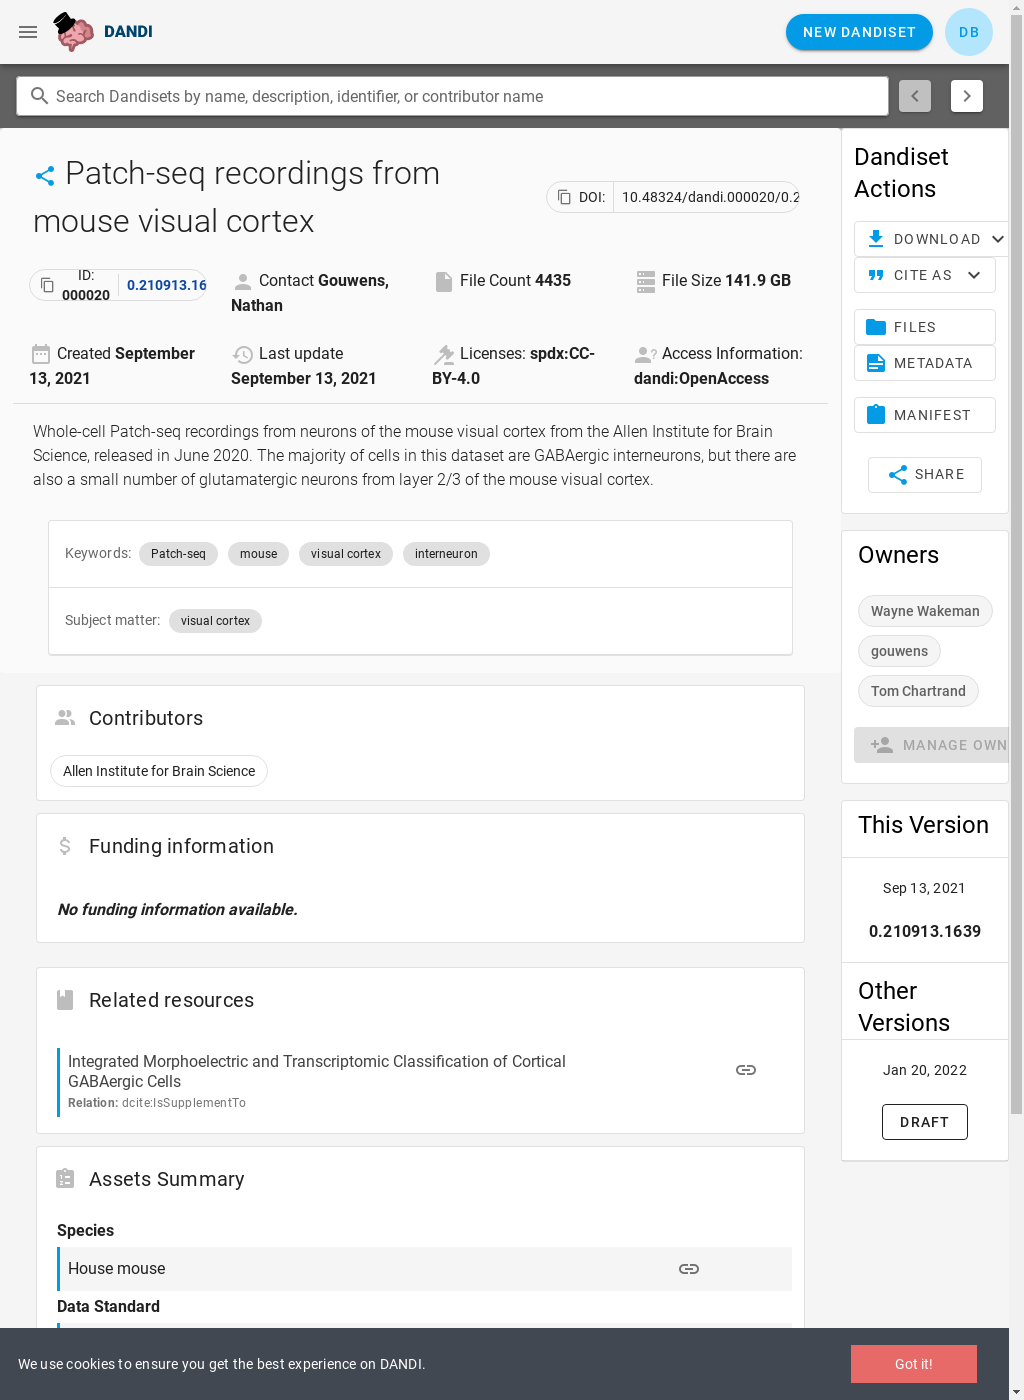 DANDI
NEW DANDISET
DB
Search Dandisets by name, description, identifier, or contributor name
Patch-seq recordings from
mouse visual cortex
DOI: 10.48324/dandi.000020/0.2
ID:
000020
0.210913.16
Contact Gouwens,
Nathan
File Count 4435
File Size 141.9 GB
Created September
13, 2021
Last update
September 13, 2021
Licenses: spdx:CC-
BY-4.0
Access Information:
dandi:OpenAccess
Whole-cell Patch-seq recordings from neurons of the mouse visual cortex from the Allen Institute for Brain
Science, released in June 2020. The majority of cells in this dataset are GABAergic interneurons, but there are
also a small number of glutamatergic neurons from layer 2/3 of the mouse visual cortex.
Keywords: Patch-seq mouse visual cortex interneuron
Subject matter: visual cortex
Contributors
Allen Institute for Brain Science
Funding information
No funding information available.
Related resources
Integrated Morphoelectric and Transcriptomic Classification of Cortical
GABAergic Cells
Relation: dcite:IsSupplementTo
Assets Summary
Species
House mouse
Data Standard
Dandiset
Actions
DOWNLOAD
CITE AS
FILES
METADATA
MANIFEST
SHARE
Owners
Wayne Wakeman
gouwens
Tom Chartrand
MANAGE OWN
This Version
Sep 13, 2021
0.210913.1639
Other
Versions
Jan 20, 2022
DRAFT
We use cookies to ensure you get the best experience on DANDI.
Got it!